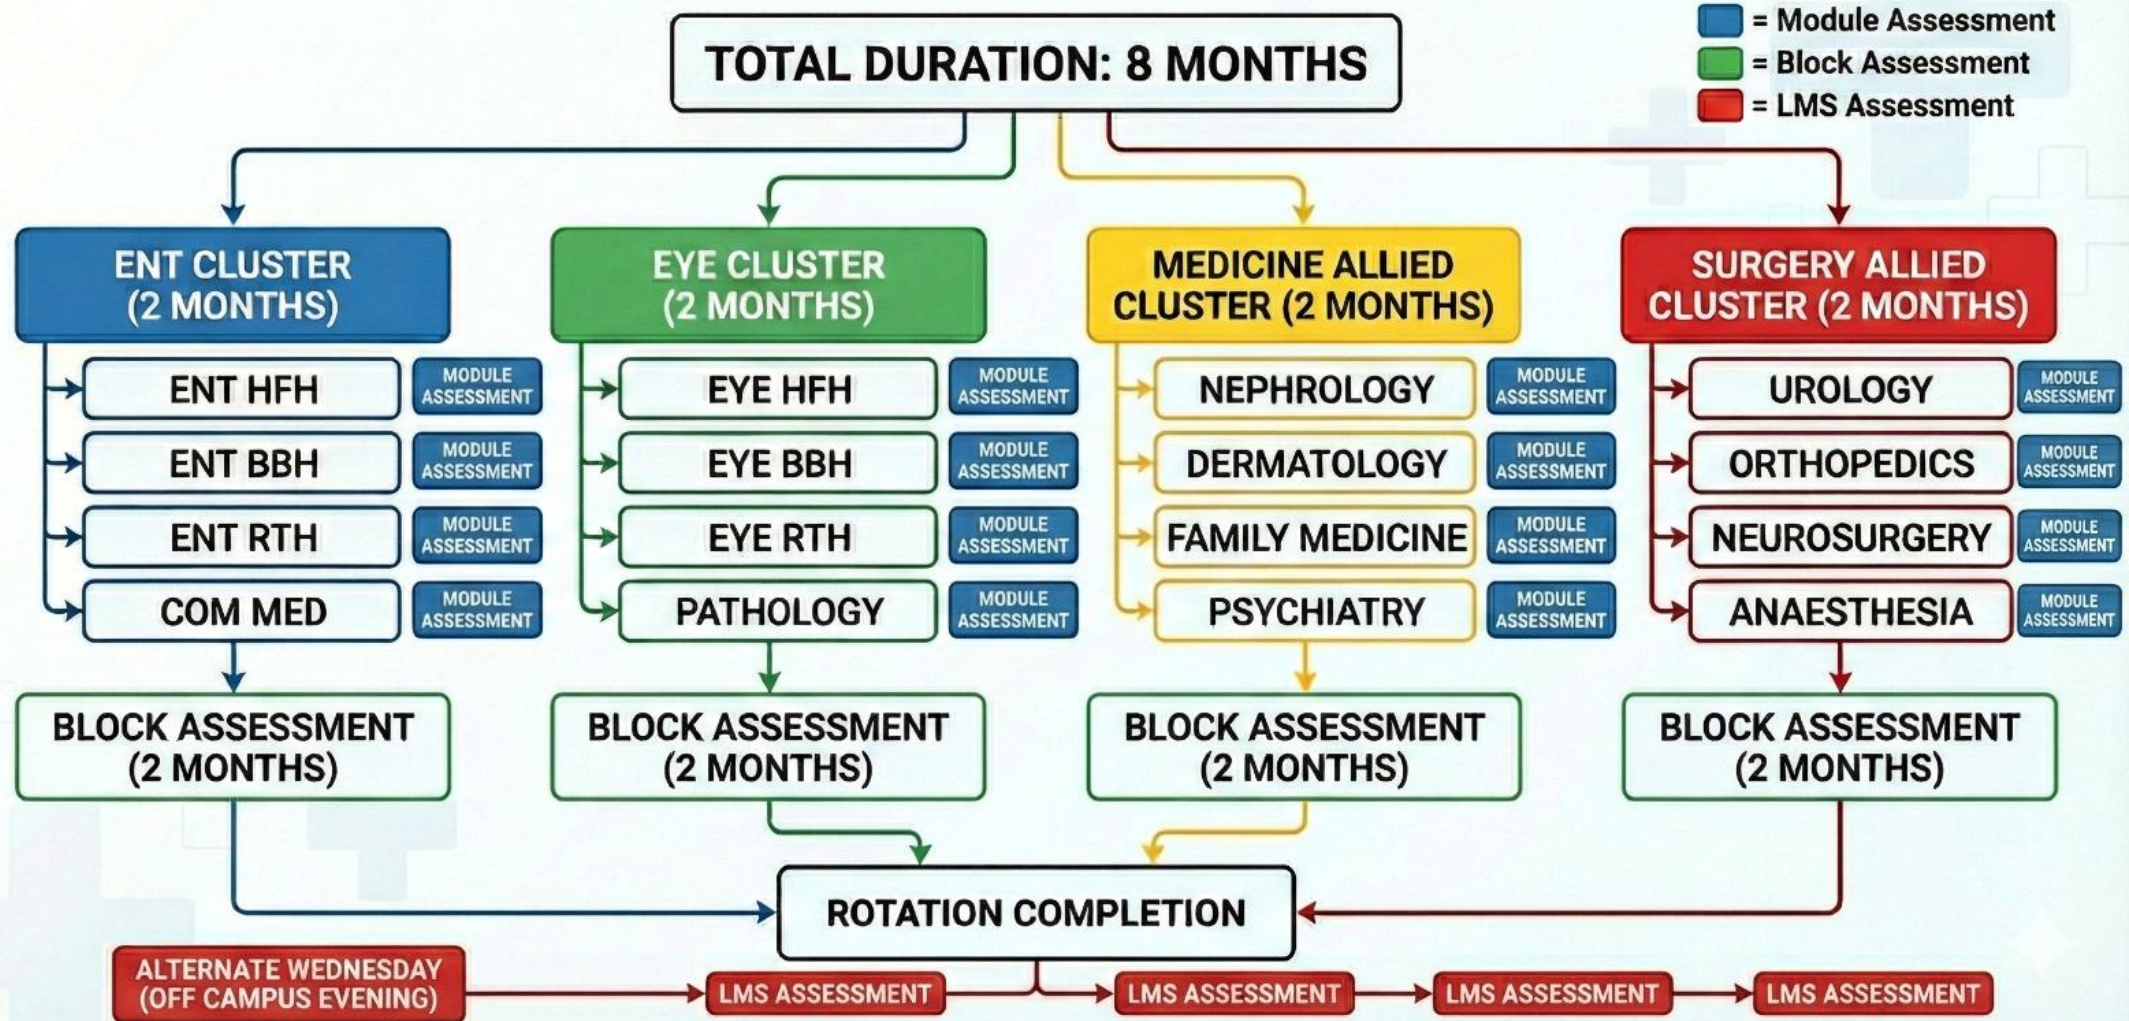 TOTAL DURATION: 8 MONTHS
= Module Assessment
= Block Assessment
= LMS Assessment
ENT CLUSTER
(2 MONTHS)
ENT HFH
MODULE
ASSESSMENT
ENT BBH
MODULE
ASSESSMENT
ENT RTH
MODULE
ASSESSMENT
COM MED
MODULE
ASSESSMENT
BLOCK ASSESSMENT
(2 MONTHS)
EYE CLUSTER
(2 MONTHS)
EYE HFH
MODULE
ASSESSMENT
EYE BBH
MODULE
ASSESSMENT
EYE RTH
MODULE
ASSESSMENT
PATHOLOGY
MODULE
ASSESSMENT
BLOCK ASSESSMENT
(2 MONTHS)
MEDICINE ALLIED
CLUSTER (2 MONTHS)
NEPHROLOGY
MODULE
ASSESSMENT
DERMATOLOGY
MODULE
ASSESSMENT
FAMILY MEDICINE
MODULE
ASSESSMENT
PSYCHIATRY
MODULE
ASSESSMENT
BLOCK ASSESSMENT
(2 MONTHS)
SURGERY ALLIED
CLUSTER (2 MONTHS)
UROLOGY
MODULE
ASSESSMENT
ORTHOPEDICS
MODULE
ASSESSMENT
NEUROSURGERY
MODULE
ASSESSMENT
ANAESTHESIA
MODULE
ASSESSMENT
BLOCK ASSESSMENT
(2 MONTHS)
ROTATION COMPLETION
ALTERNATE WEDNESDAY
(OFF CAMPUS EVENING)
LMS ASSESSMENT
LMS ASSESSMENT
LMS ASSESSMENT
LMS ASSESSMENT